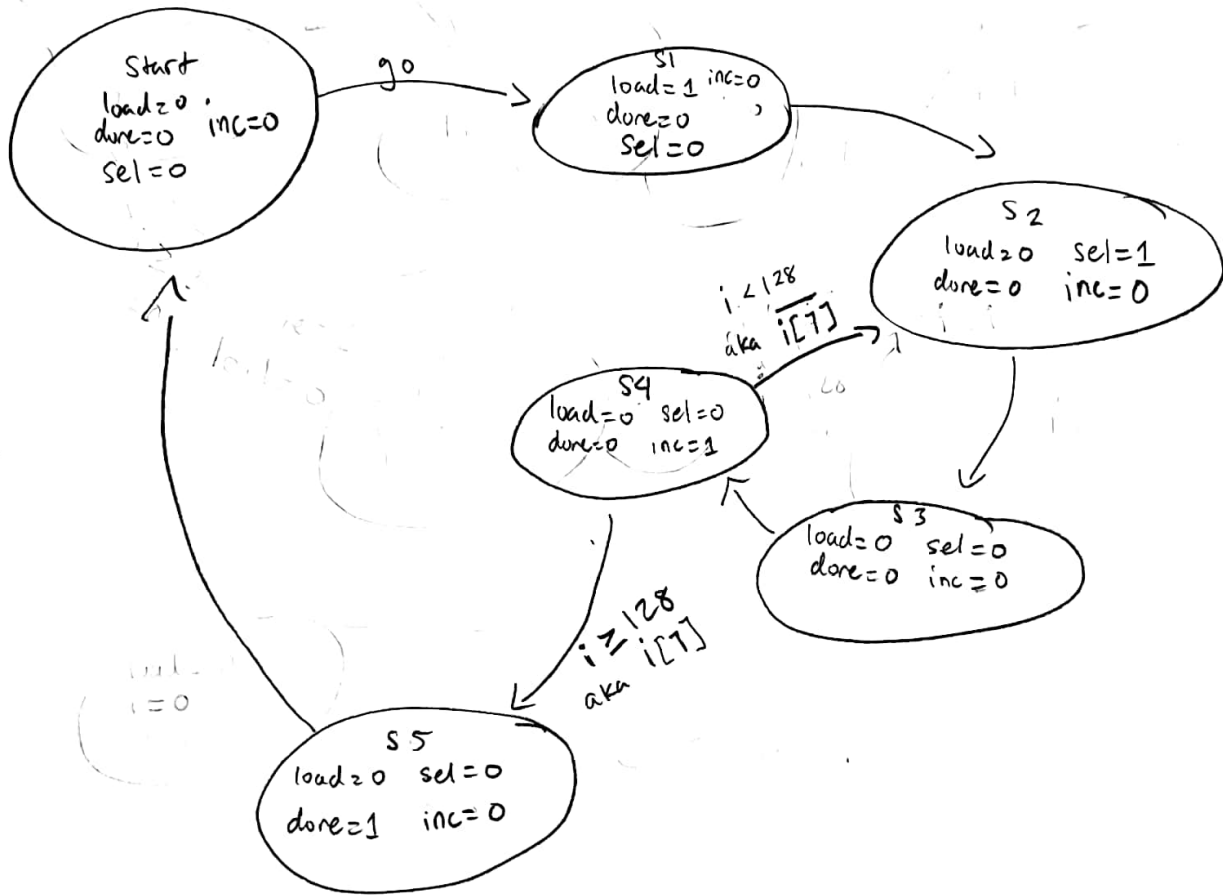 Start
load=0
done=0 inc=0
sel=0
go
S1
load=1 inc=0
done=0
sel=0
S2
load=0 sel=1
done=0 inc=0
i<128
aka i[7]
S4
load=0 sel=0
done=0 inc=1
S3
load=0 sel=0
done=0 inc=0
i≥128
aka i[7]
S5
load=0 sel=0
done=1 inc=0
load=0
i=0